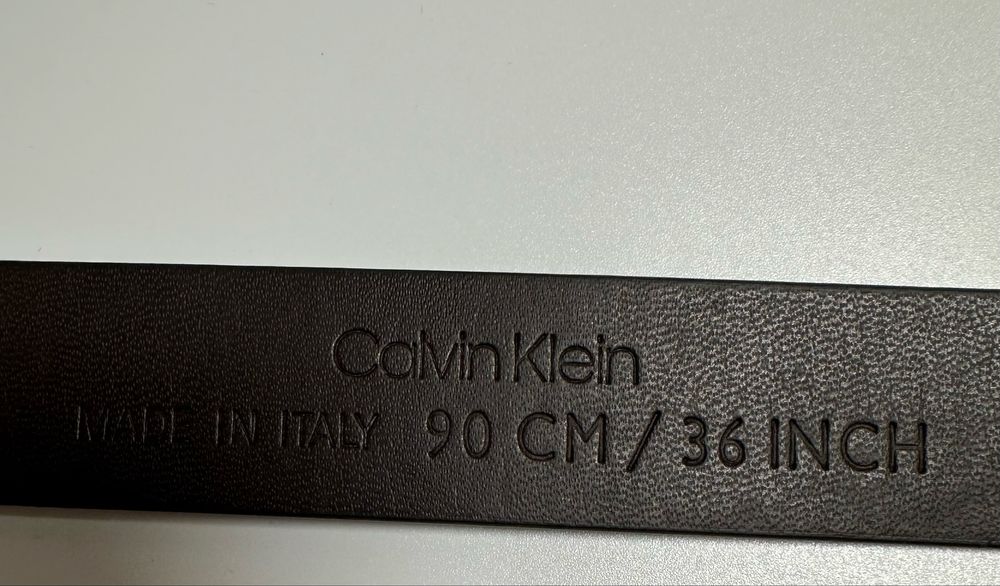 Calvin Klein
MADE IN ITALY 90 CM / 36 INCH